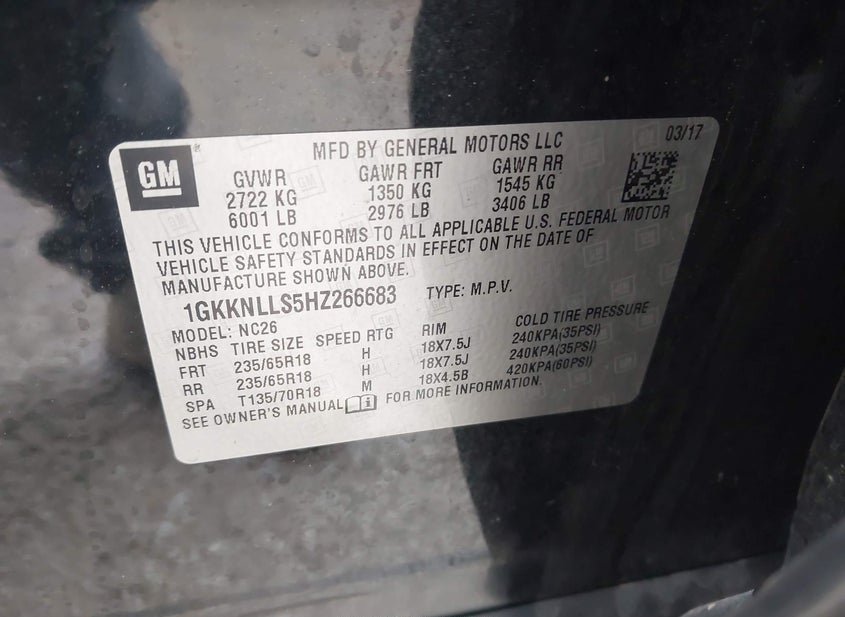 GM
MFD BY GENERAL MOTORS LLC 03/17
GVWR GAWR FRT GAWR RR
2722 KG 1350 KG 1545 KG
6001 LB 2976 LB 3406 LB
THIS VEHICLE CONFORMS TO ALL APPLICABLE U.S. FEDERAL MOTOR
VEHICLE SAFETY STANDARDS IN EFFECT ON THE DATE OF
MANUFACTURE SHOWN ABOVE.
1GKKNLLS5HZ266683 TYPE: M.P.V.
MODEL: NC26
NBHS TIRE SIZE SPEED RTG RIM COLD TIRE PRESSURE
FRT 235/65R18 H 18X7.5J 240KPA(35PSI)
RR 235/65R18 H 18X7.5J 240KPA(35PSI)
SPA T135/70R18 M 18X4.5B 420KPA(60PSI)
SEE OWNER'S MANUAL FOR MORE INFORMATION.